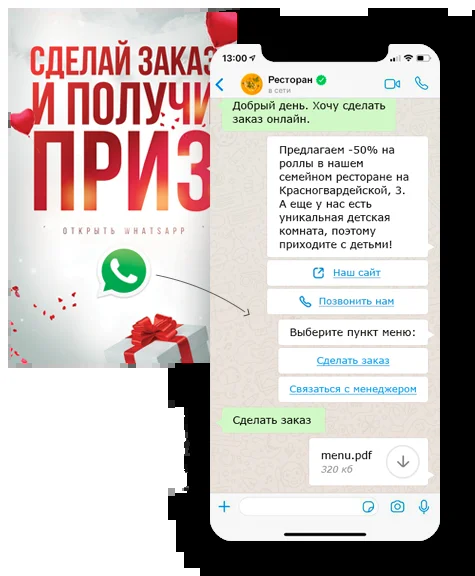 СДЕЛАЙ ЗАКАЗ
И ПОЛУЧИ
ПРИЗ
ОТКРЫТЬ WHATSAPP
13:00
Ресторан
в сети
Добрый день. Хочу сделать
заказ онлайн.
Предлагаем -50% на
роллы в нашем
семейном ресторане на
Красногвардейской, 3.
А еще у нас есть
уникальная детская
комната, поэтому
приходите с детьми!
Наш сайт
Позвонить нам
Выберите пункт меню:
Сделать заказ
Связаться с менеджером
Сделать заказ
menu.pdf
320 кб